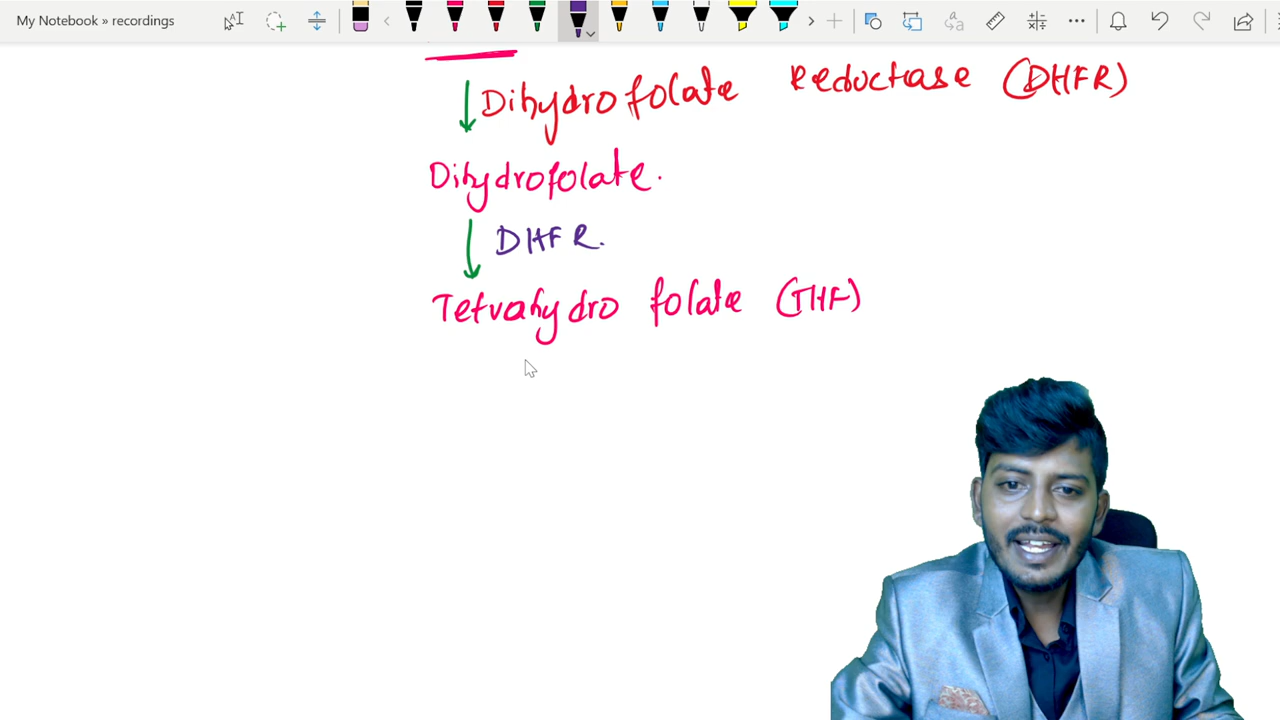 My Notebook » recordings
Dihydrofolate Reductase (DHFR)
Dihydrofolate.
DHFR.
Tetrahydro folate (THF)